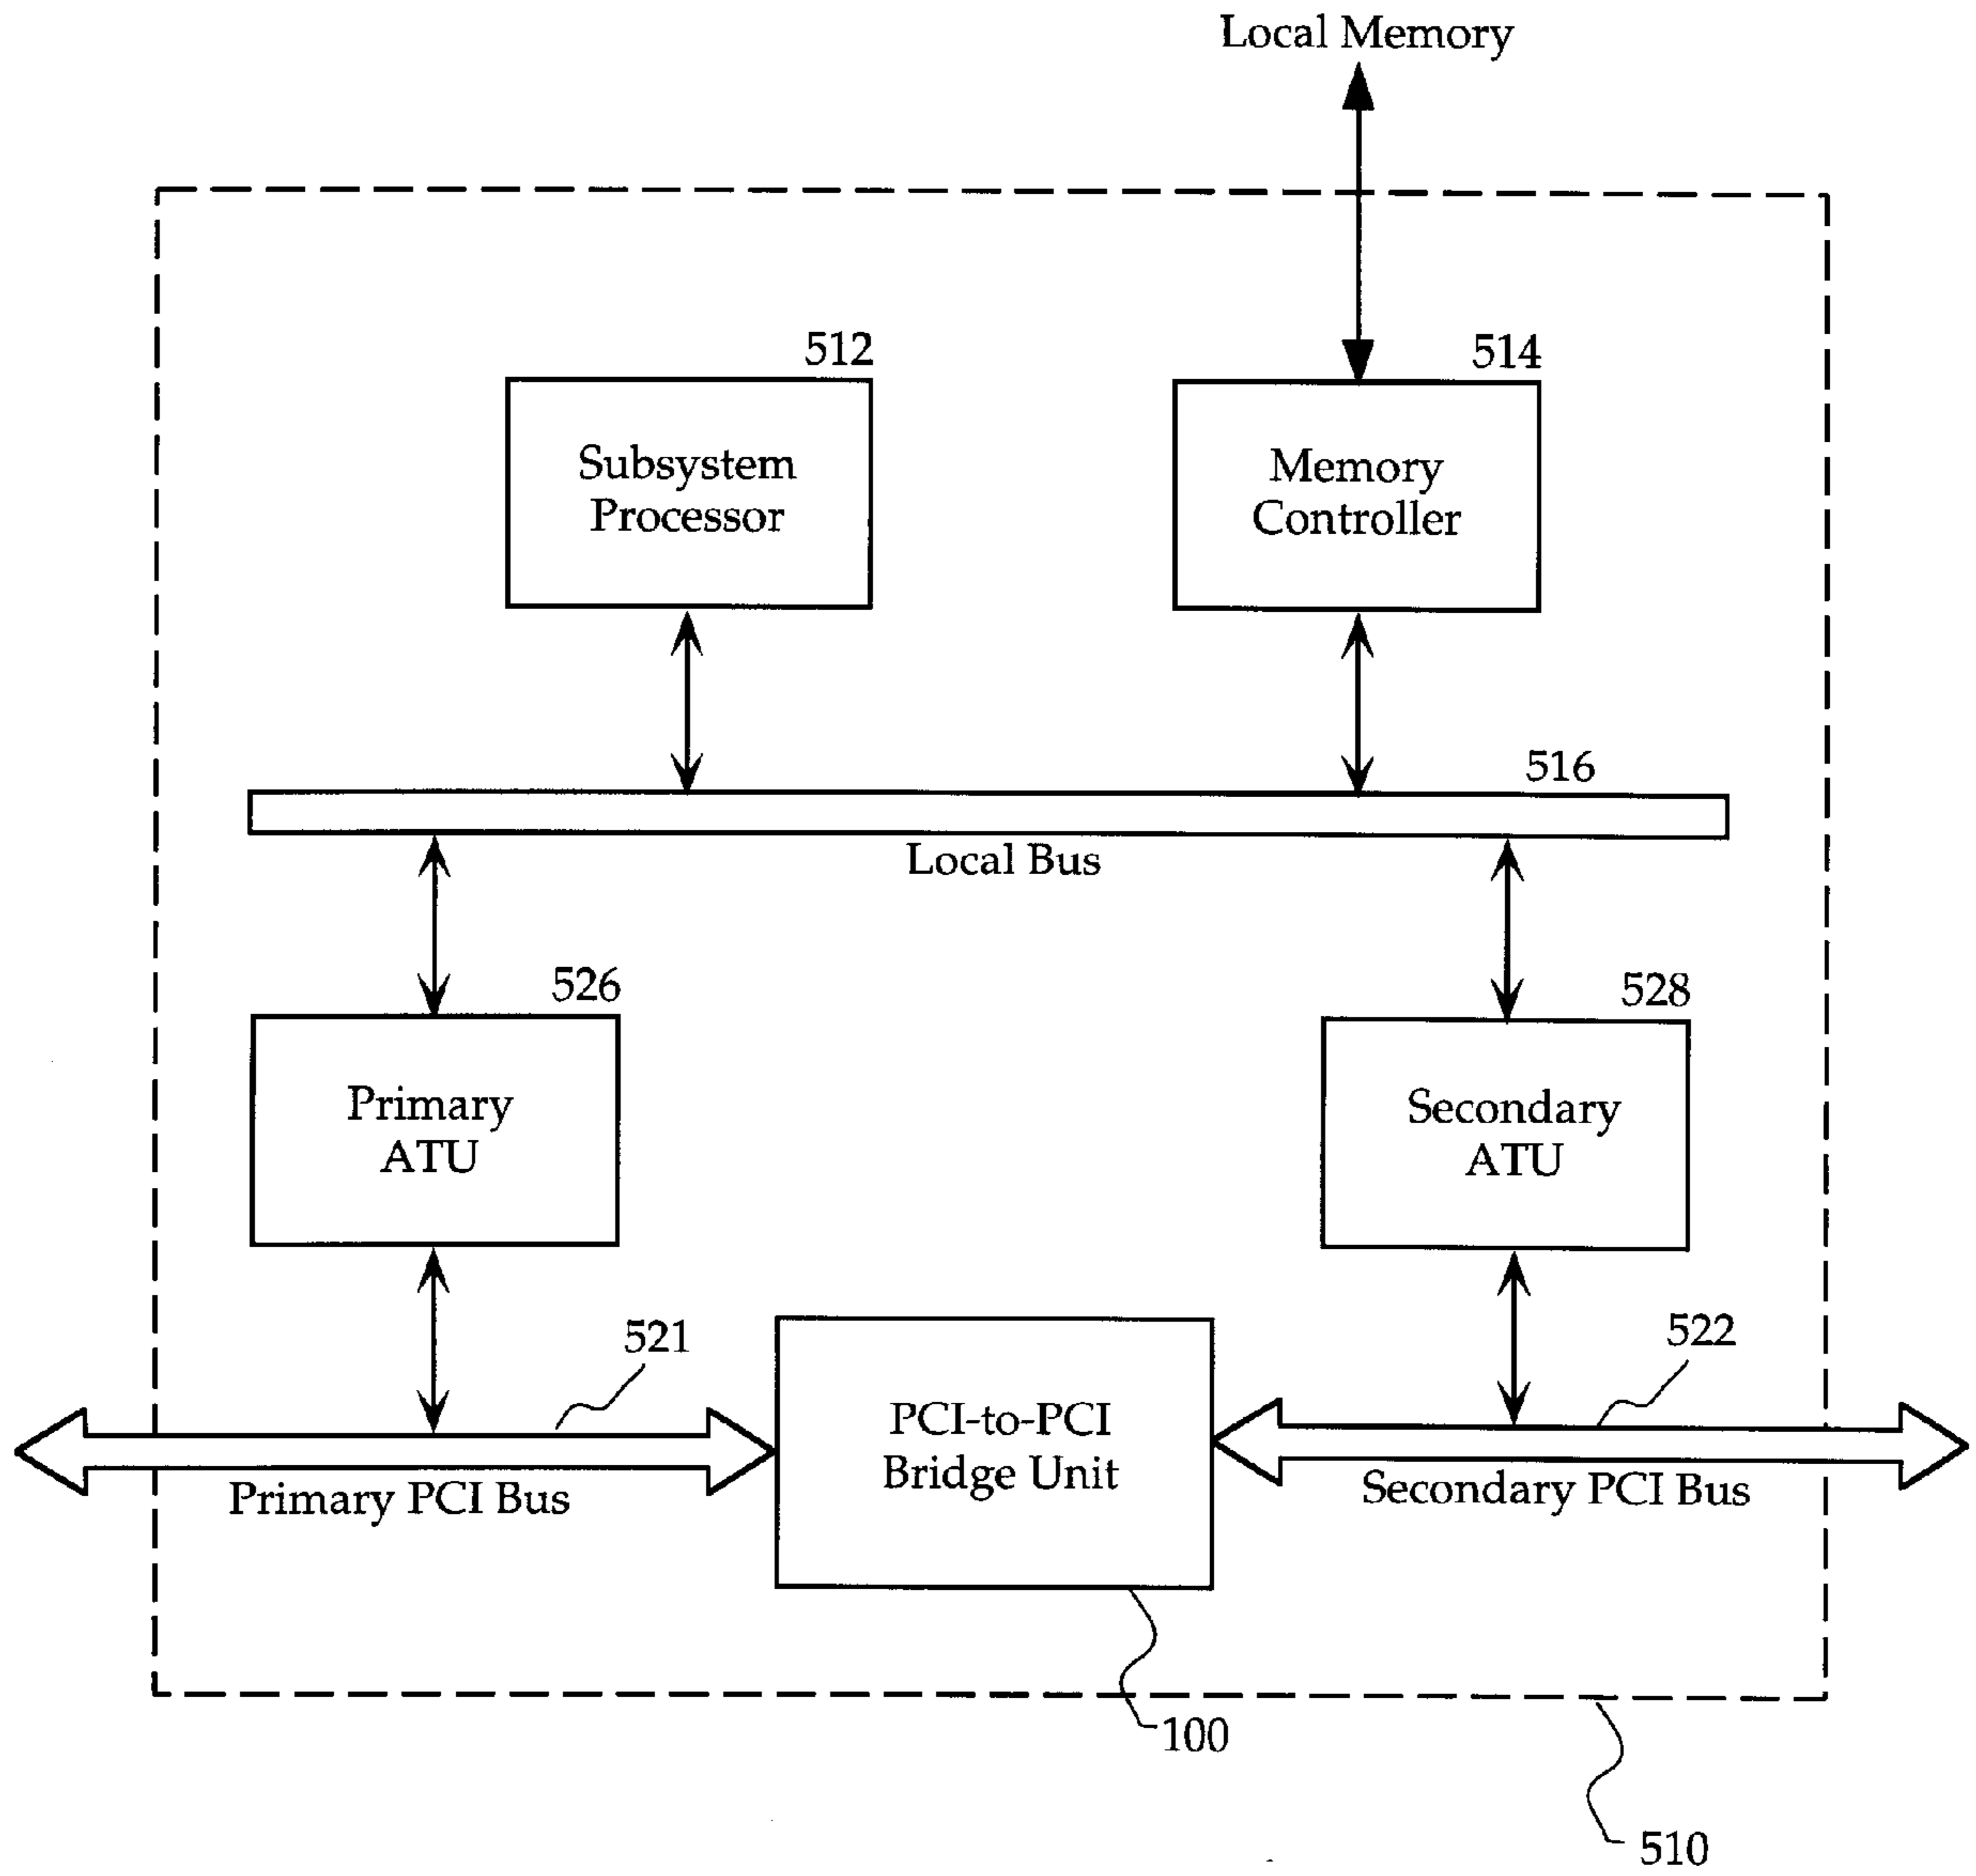 Local Memory
512
514
Subsystem
Processor
Memory
Controller
516
Local Bus
526
528
Primary
ATU
Secondary
ATU
521
522
PCI-to-PCI
Bridge Unit
Primary PCI Bus
Secondary PCI Bus
100
510